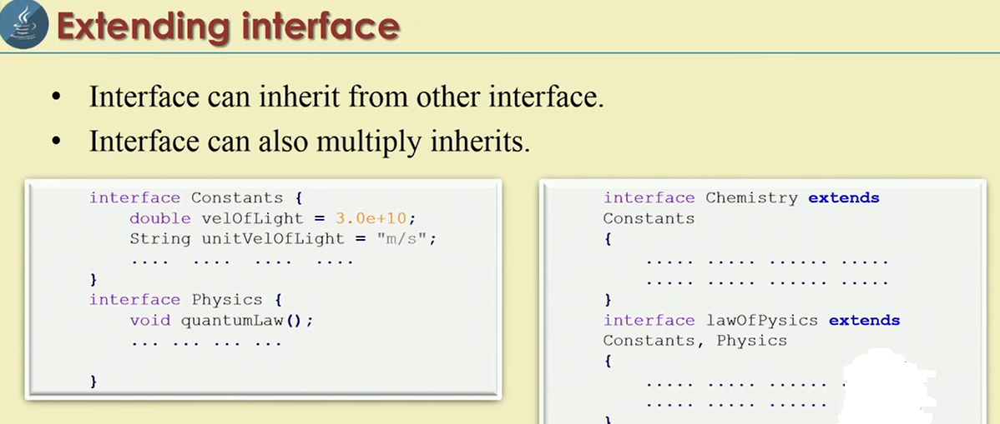 Extending interface
• Interface can inherit from other interface.
• Interface can also multiply inherits.
interface Constants {
double velOfLight = 3.0e+10;
String unitVelOfLight = "m/s";
.... .... .... ....
}
interface Physics {
void quantumLaw();
... ... ... ...
}
interface Chemistry extends
Constants
{
..... ..... ...... .....
..... ..... ...... .....
}
interface lawOfPysics extends
Constants, Physics
{
..... ..... ...... .
..... ..... ......
}